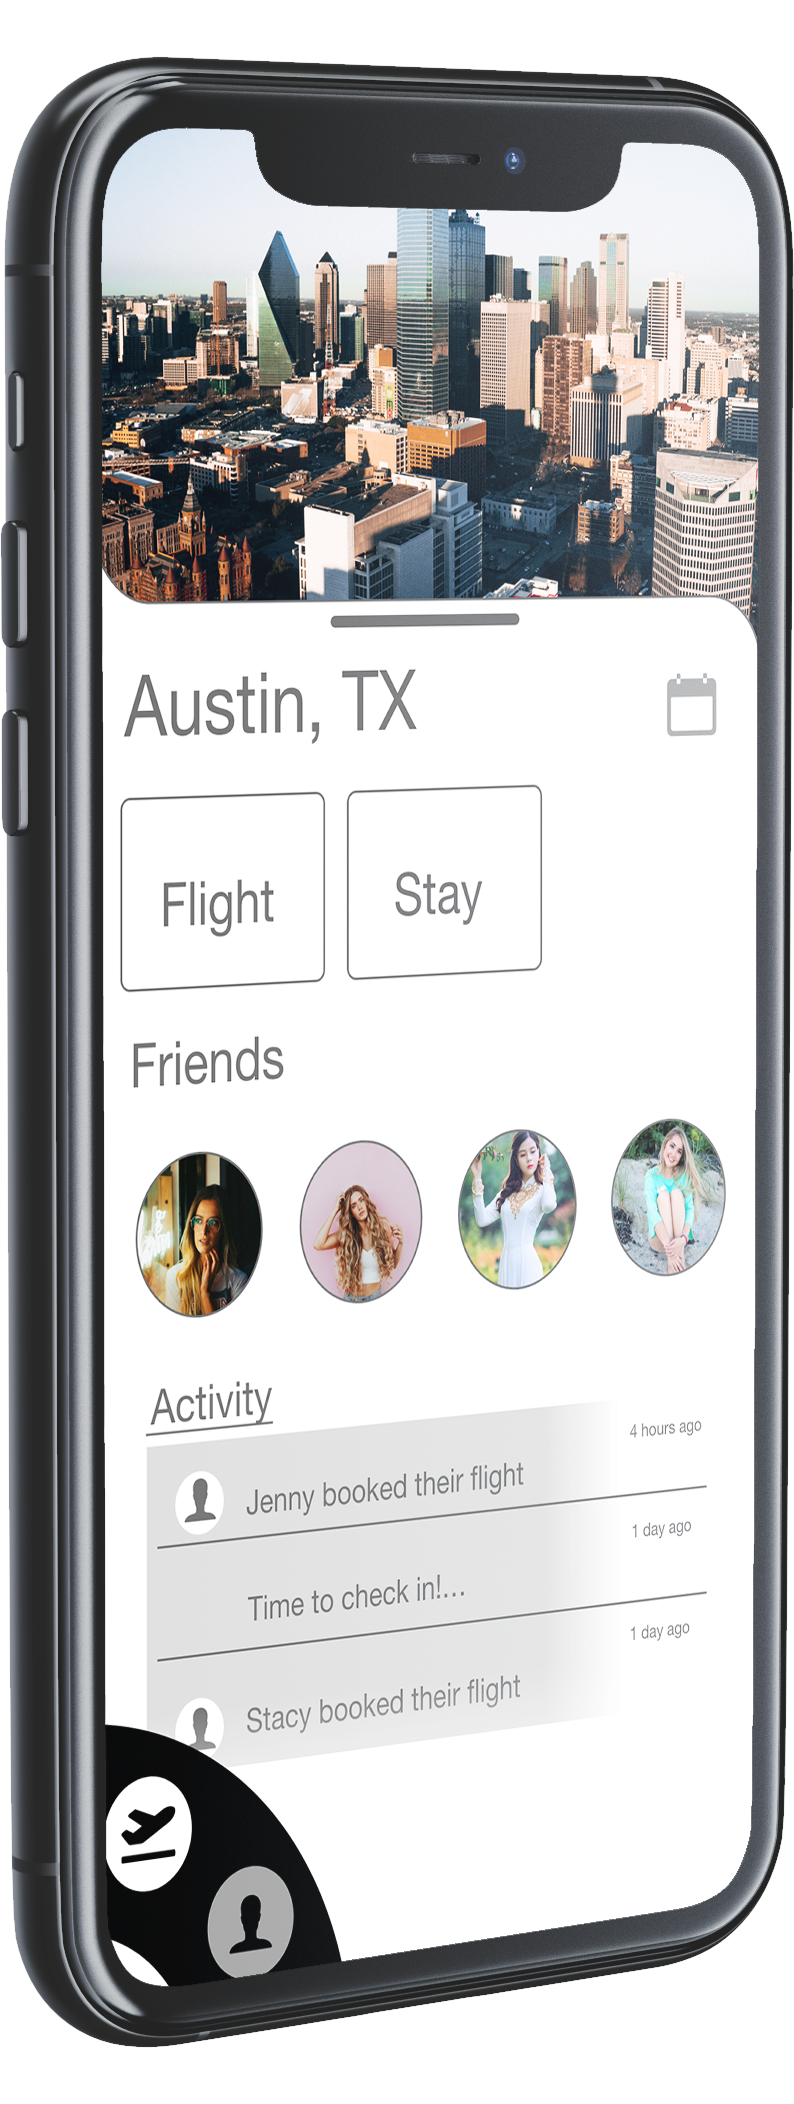 Austin, TX
Flight
Stay
Friends
Activity
4 hours ago
Jenny booked their flight
1 day ago
Time to check in!...
1 day ago
Stacy booked their flight